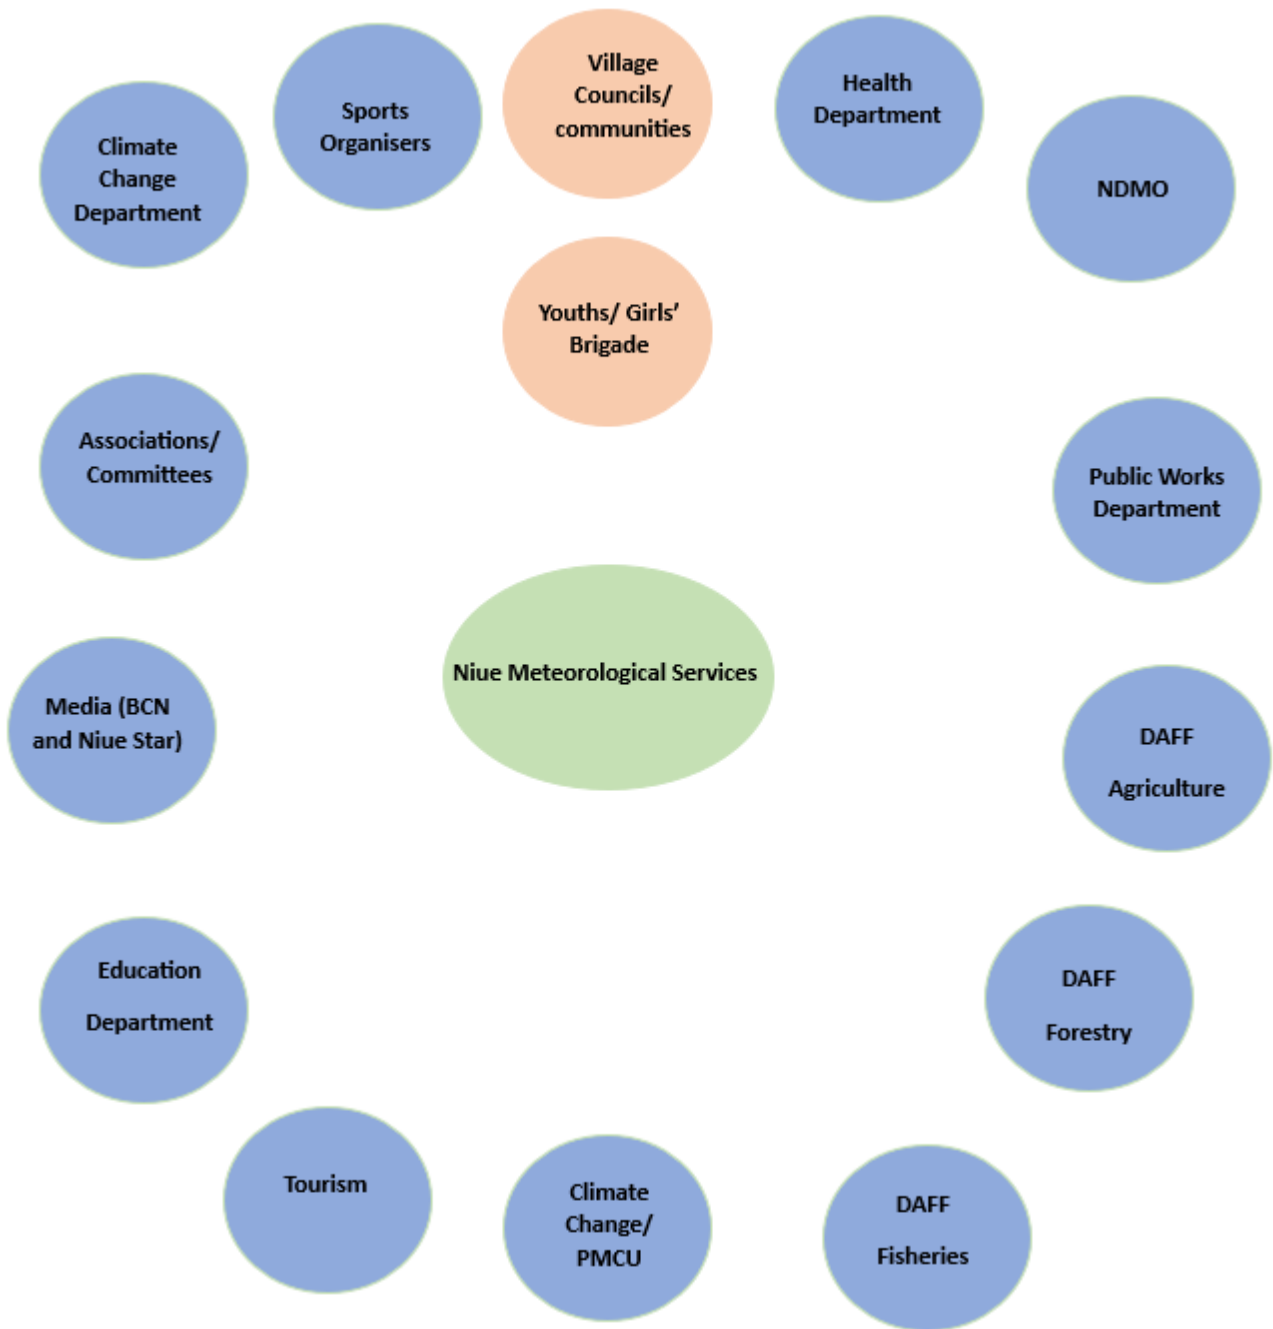 Village
Councils/
communities
Health
Department
Sports
Organisers
Climate
Change
Department
NDMO
Youths/ Girls’
Brigade
Associations/
Committees
Public Works
Department
Niue Meteorological Services
Media (BCN
and Niue Star)
DAFF
Agriculture
Education
Department
DAFF
Forestry
Tourism
Climate
Change/
PMCU
DAFF
Fisheries